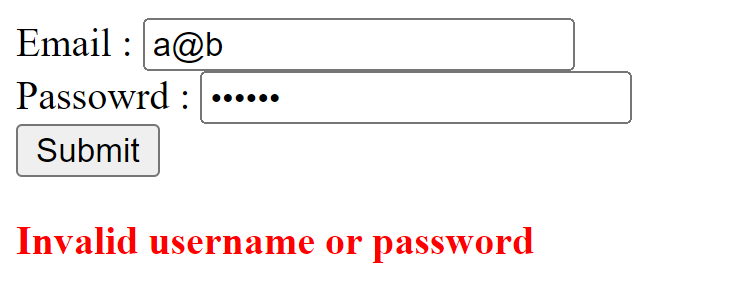 Email : a@b
Passowrd : ••••••
Submit
Invalid username or password